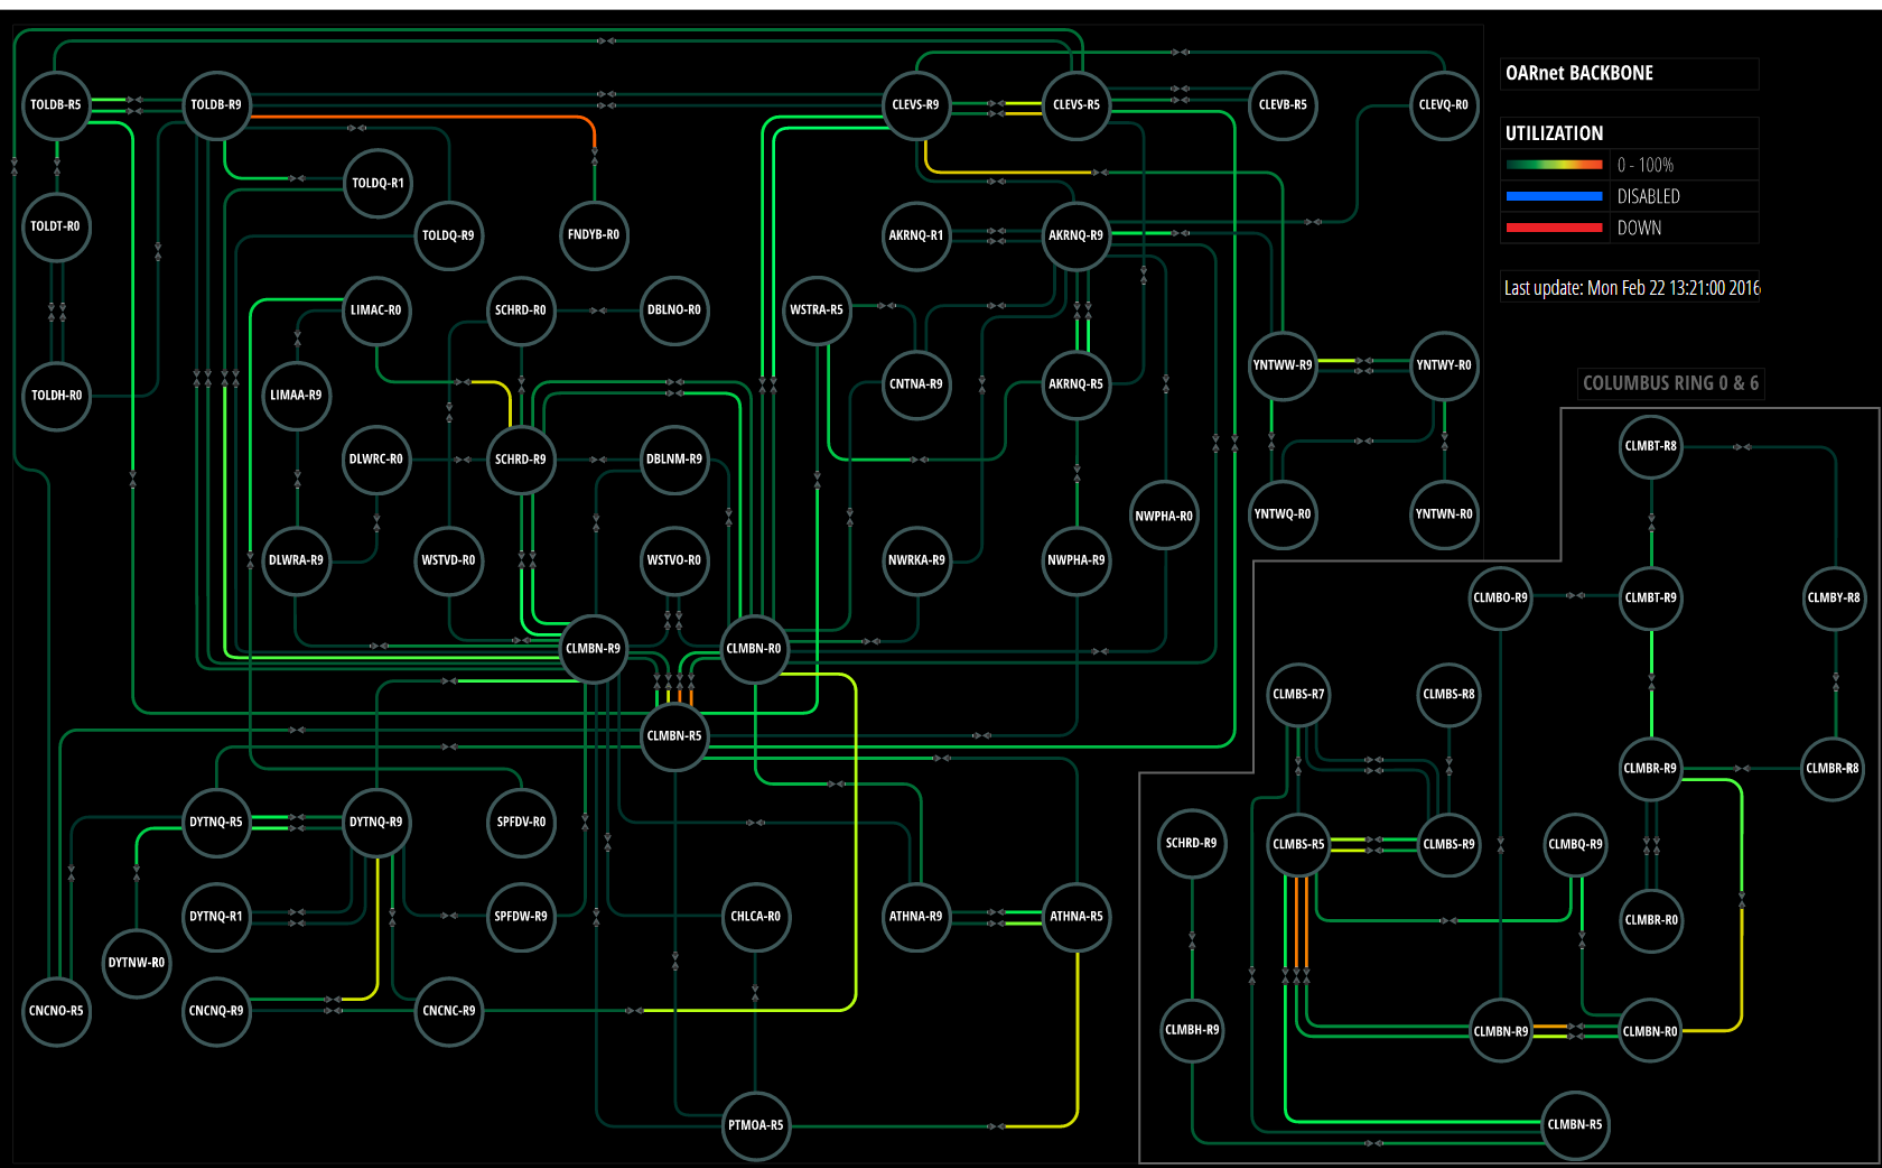 OARnet BACKBONE
UTILIZATION
0 - 100%
DISABLED
DOWN
Last update: Mon Feb 22 13:21:00 2016
TOLDB-R5
TOLDB-R9
CLEVS-R9
CLEVS-R5
CLEVB-R5
CLEVQ-R0
TOLDQ-R1
TOLDT-R0
TOLDQ-R9
FNDYB-R0
AKRNQ-R1
AKRNQ-R9
LIMAC-R0
SCHRD-R0
DBLNO-R0
WSTRA-R5
YNTWW-R9
YNTWY-R0
TOLDH-R0
LIMAA-R9
CNTNA-R9
AKRNQ-R5
COLUMBUS RING 0 & 6
DLWRC-R0
SCHRD-R9
DBLNM-R9
CLMBT-R8
NWPHA-R0
YNTWQ-R0
YNTWN-R0
DLWRA-R9
WSTVD-R0
WSTVO-R0
NWRKA-R9
NWPHA-R9
CLMBO-R9
CLMBT-R9
CLMBY-R8
CLMBN-R9
CLMBN-R0
CLMBS-R7
CLMBS-R8
CLMBN-R5
CLMBR-R9
CLMBR-R8
DYTNQ-R5
DYTNQ-R9
SPFDV-R0
SCHRD-R9
CLMBS-R5
CLMBS-R9
CLMBQ-R9
DYTNQ-R1
SPFDW-R9
CHLCA-R0
ATHNA-R9
ATHNA-R5
CLMBR-R0
DYTNW-R0
CNCNO-R5
CNCNQ-R9
CNCNC-R9
CLMBH-R9
CLMBN-R9
CLMBN-R0
PTMOA-R5
CLMBN-R5